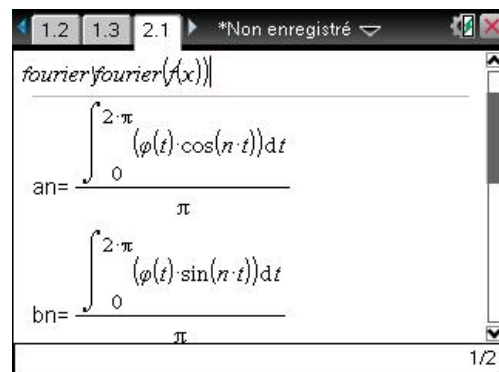 1.2 1.3 2.1 *Non enregistré
fourier\fourier(f(x))
an= ∫ 0 2·π (φ(t)·cos(n·t))dt / π
bn= ∫ 0 2·π (φ(t)·sin(n·t))dt / π
1/2